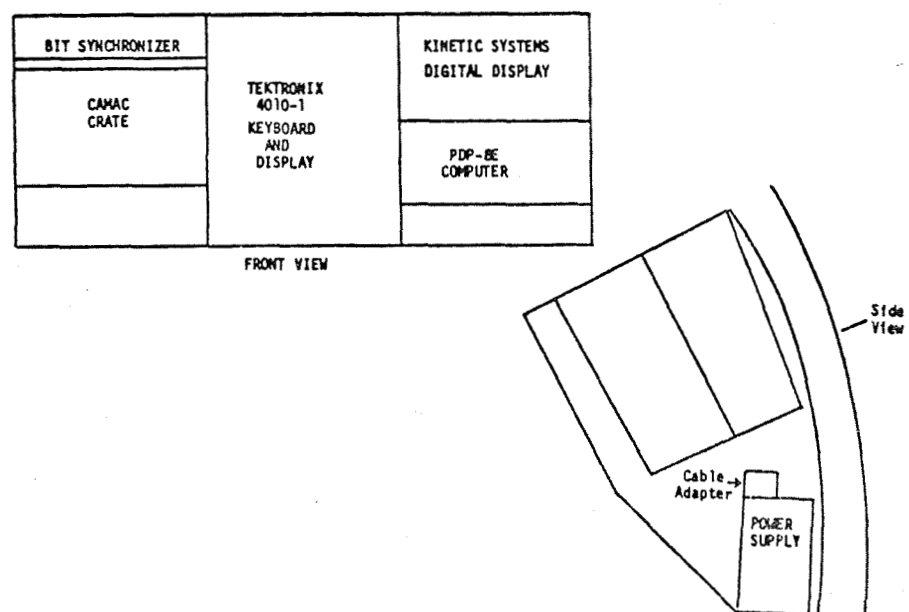 BIT SYNCHRONIZER
CAMAC
CRATE
TEKTRONIX
4010-1
KEYBOARD
AND
DISPLAY
KINETIC SYSTEMS
DIGITAL DISPLAY
PDP-8E
COMPUTER
FRONT VIEW
Side
View
Cable
Adapter
POWER
SUPPLY